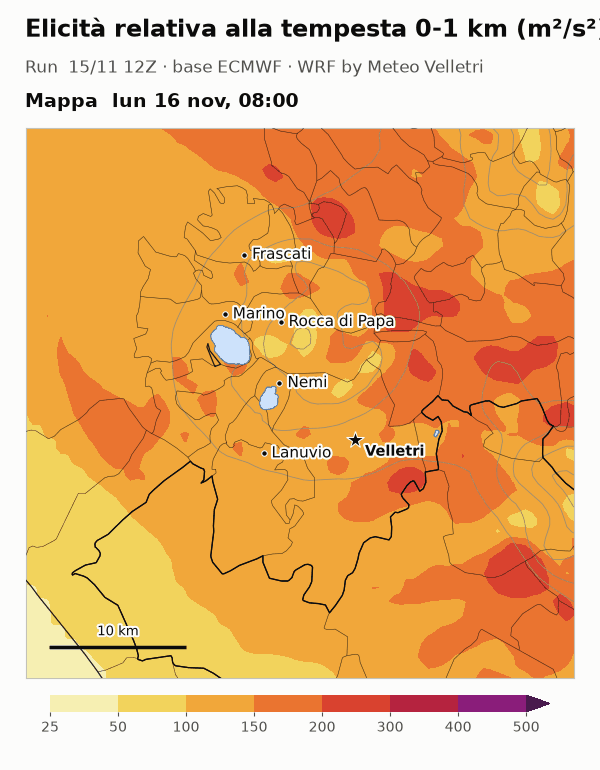 Elicità relativa alla tempesta 0-1 km (m²/s²)
Run 15/11 12Z · base ECMWF · WRF by Meteo Velletri
Mappa lun 16 nov, 08:00
Frascati
Marino
Rocca di Papa
Nemi
Lanuvio
Velletri
10 km
25 50 100 150 200 300 400 500